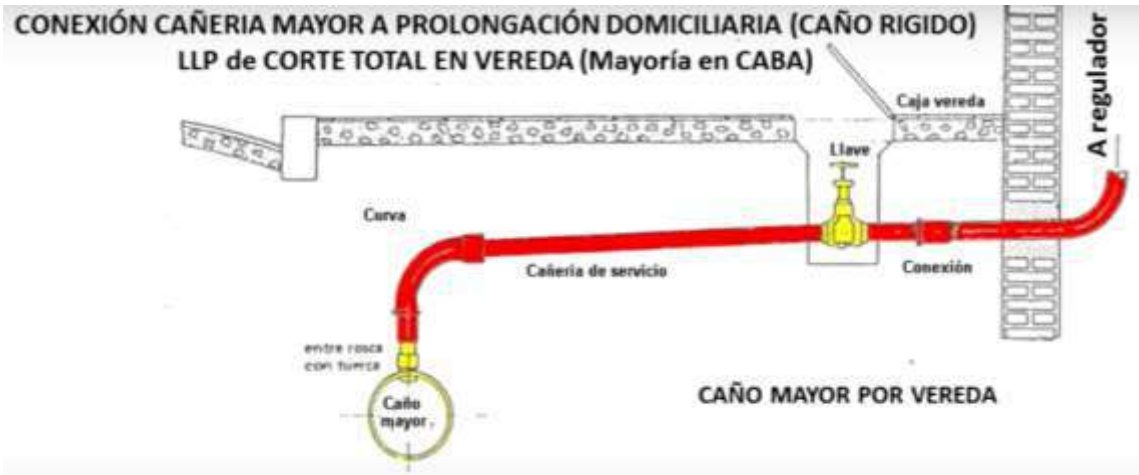 CONEXIÓN CAÑERIA MAYOR A PROLONGACIÓN DOMICILIARIA (CAÑO RIGIDO)
LLP de CORTE TOTAL EN VEREDA (Mayoría en CABA)
A regulador
Caja vereda
Llave
Curva
Cañeria de servicio
Conexión
entre rosca
con tuerca
Caño
mayor.
CAÑO MAYOR POR VEREDA